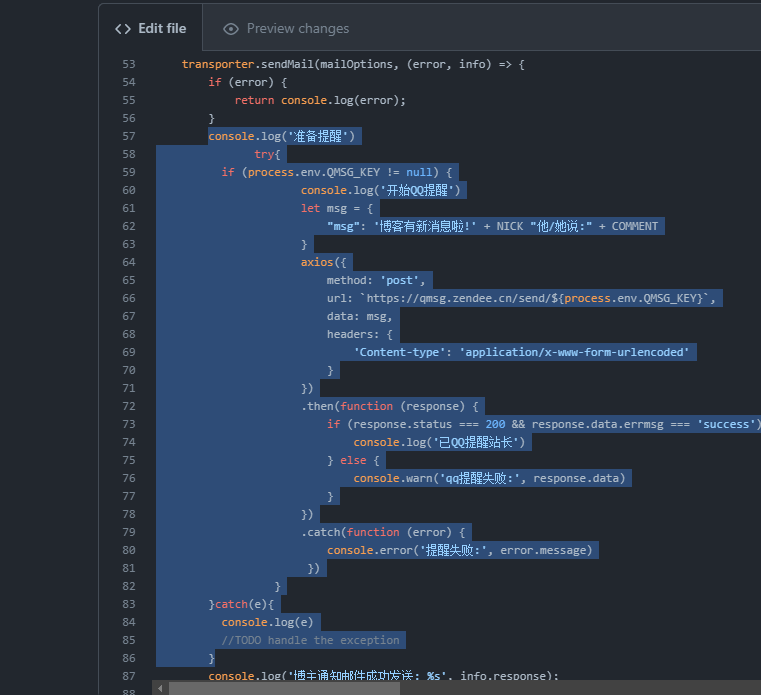 Edit file
Preview changes
53 transporter.sendMail(mailOptions, (error, info) => {
54 if (error) {
55 return console.log(error);
56 }
57 console.log('准备提醒')
58 try{
59 if (process.env.QMSG_KEY != null) {
60 console.log('开始QQ提醒')
61 let msg = {
62 "msg": '博客有新消息啦!' + NICK "他/她说:" + COMMENT
63 }
64 axios({
65 method: 'post',
66 url: `https://qmsg.zendee.cn/send/${process.env.QMSG_KEY}`,
67 data: msg,
68 headers: {
69 'Content-type': 'application/x-www-form-urlencoded'
70 }
71 })
72 .then(function (response) {
73 if (response.status === 200 && response.data.errmsg === 'success')
74 console.log('已QQ提醒站长')
75 } else {
76 console.warn('qq提醒失败:', response.data)
77 }
78 })
79 .catch(function (error) {
80 console.error('提醒失败:', error.message)
81 })
82 }
83 }catch(e){
84 console.log(e)
85 //TODO handle the exception
86 }
87 console.log('博主通知邮件成功发送: %s', info.response);
88